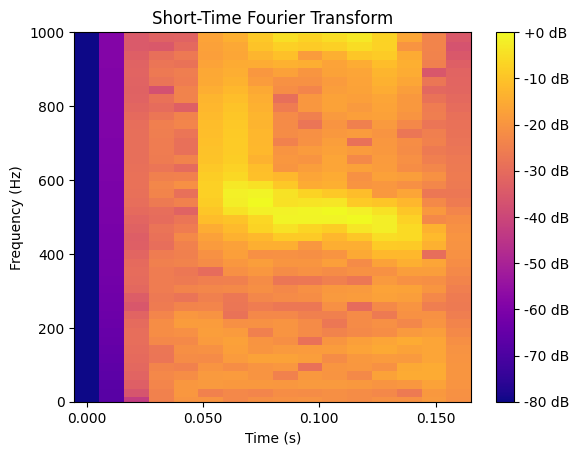 Short-Time Fourier Transform
1000
800
600
400
200
0
Frequency (Hz)
0.000
0.050
0.100
0.150
Time (s)
+0 dB
-10 dB
-20 dB
-30 dB
-40 dB
-50 dB
-60 dB
-70 dB
-80 dB